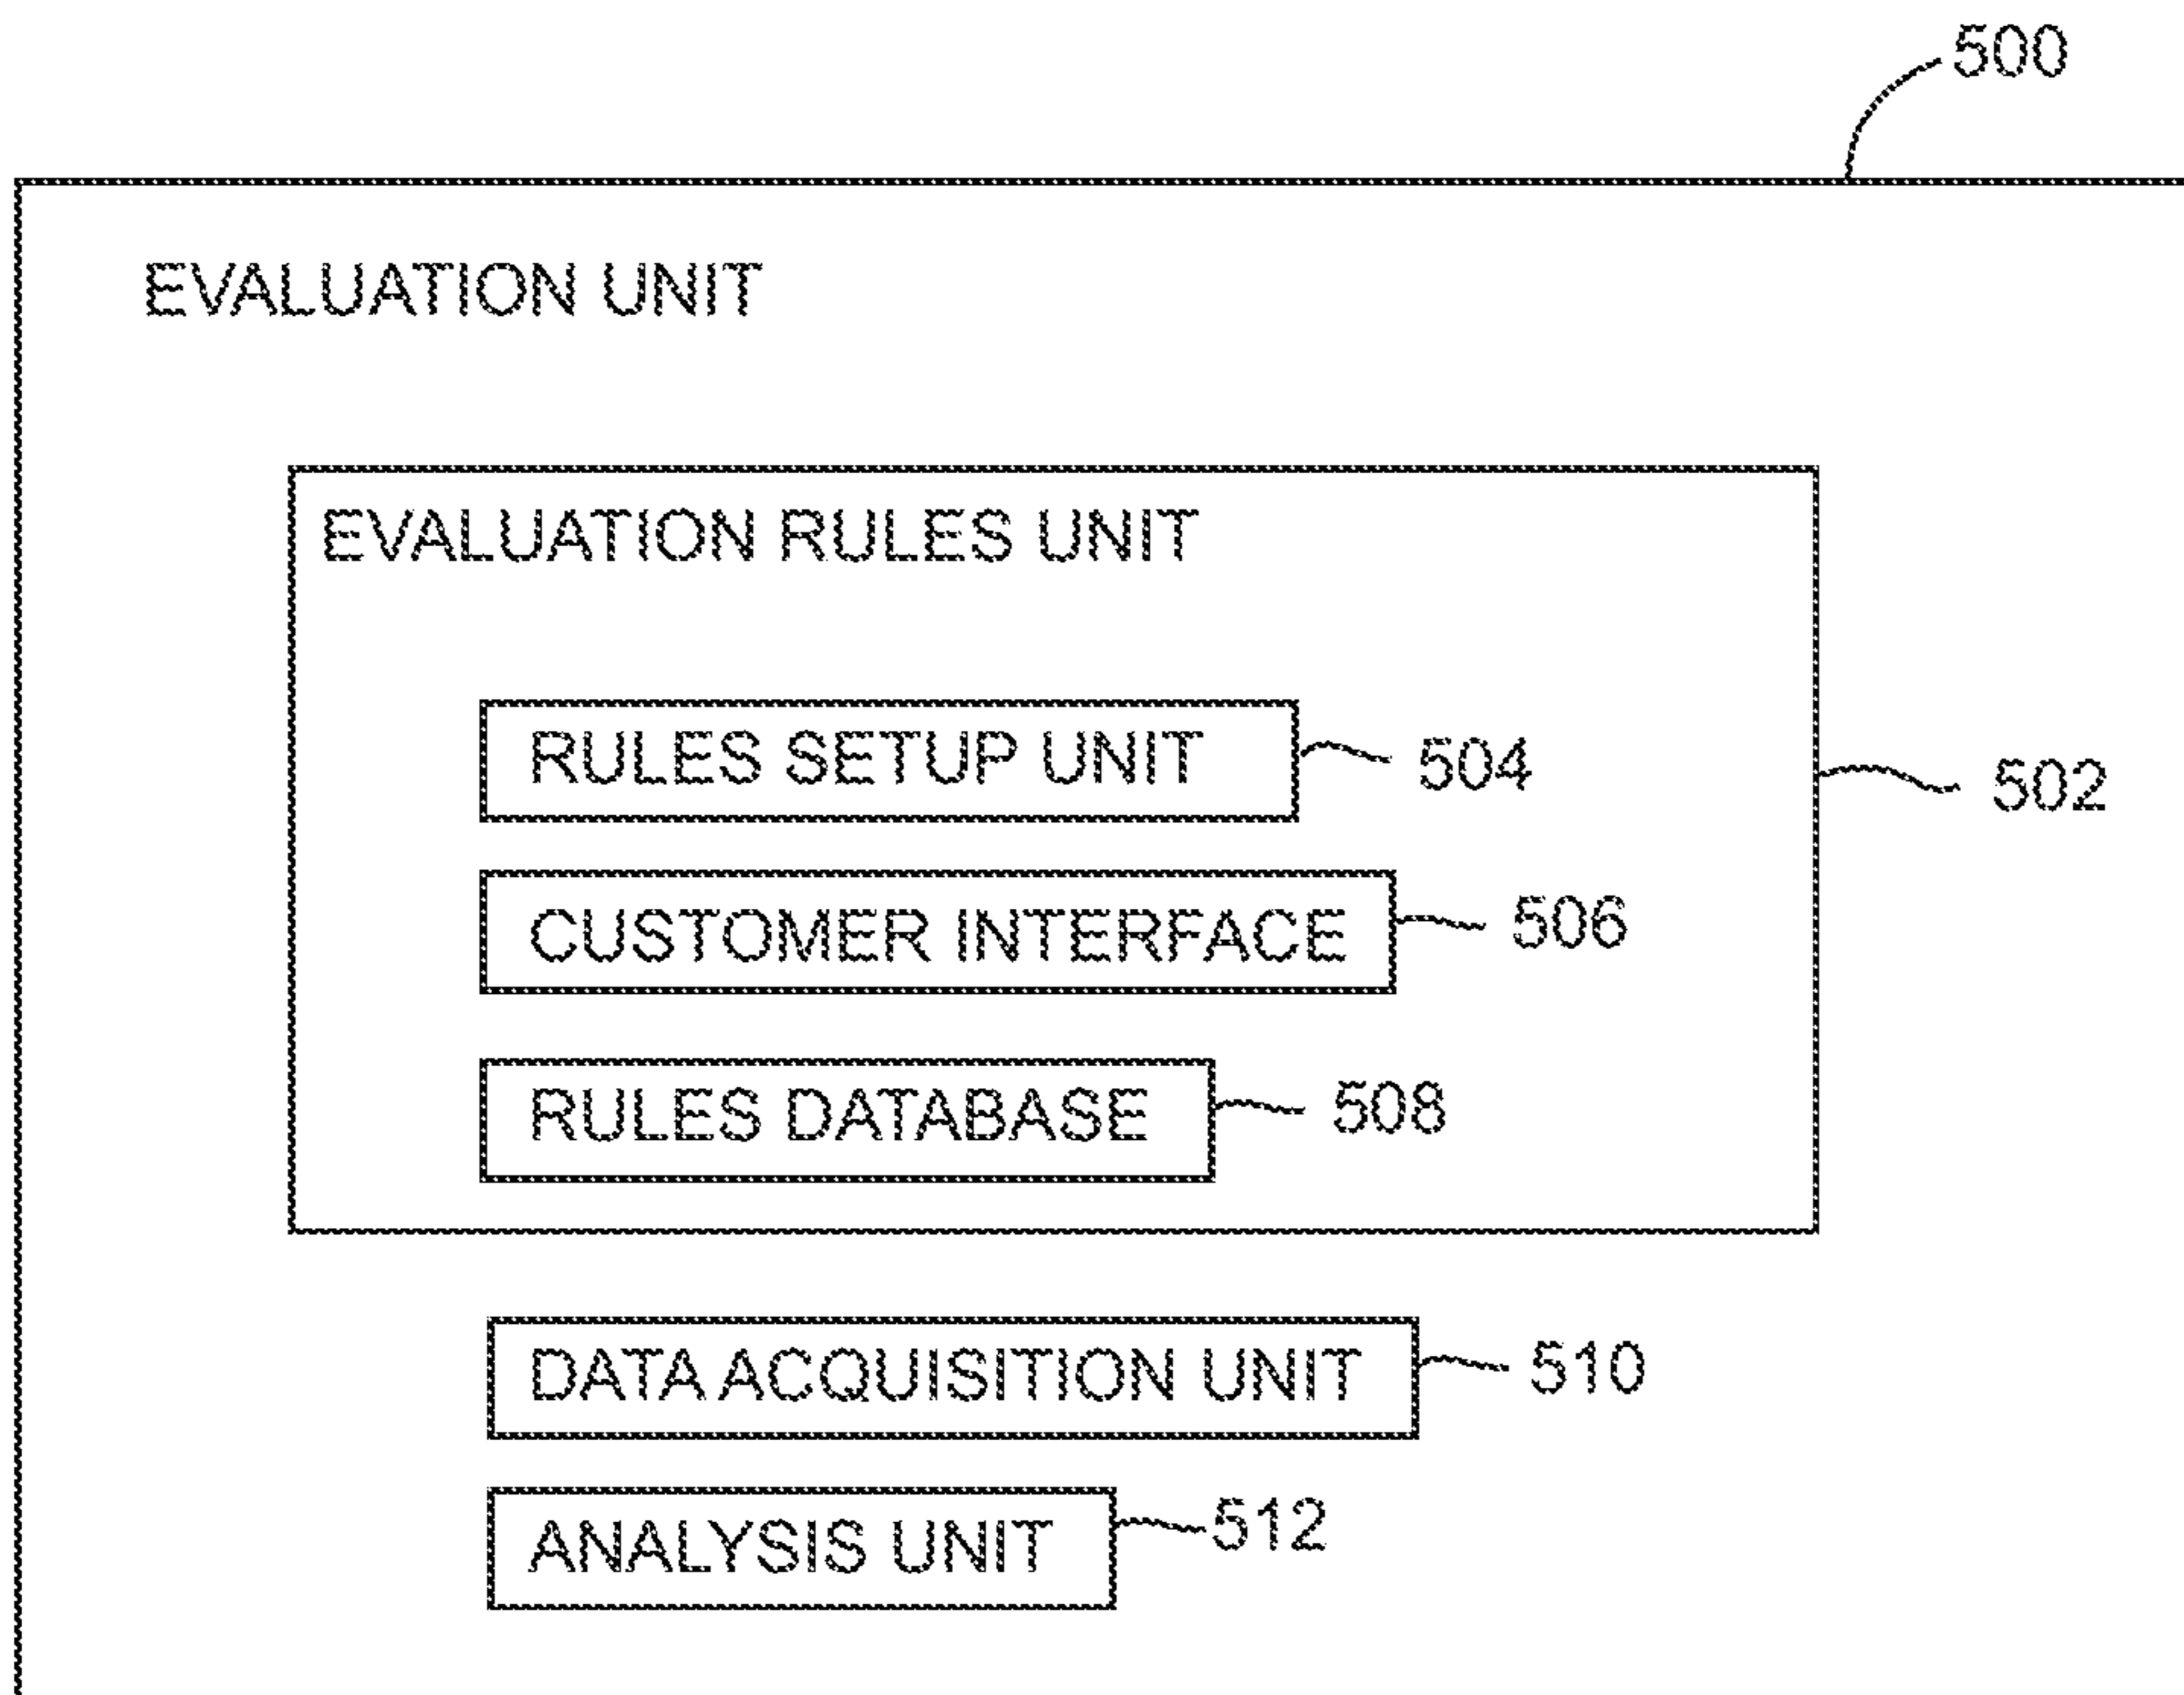 500
EVALUATION UNIT
EVALUATION RULES UNIT
RULES SETUP UNIT 504
502
CUSTOMER INTERFACE 506
RULES DATABASE 508
DATA ACQUISITION UNIT 510
ANALYSIS UNIT 512